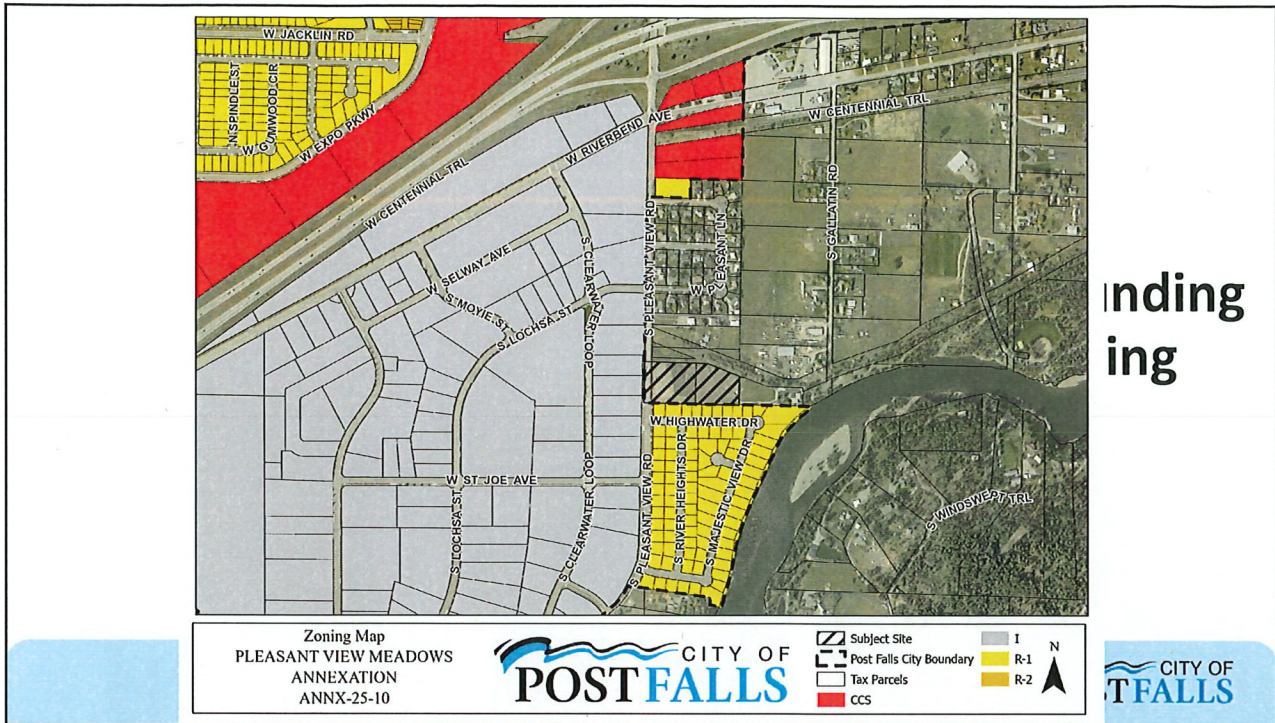 W JACKLIN RD
N SPINDLE ST
W GUMWOOD CIR
W EXPO PKWY
W CENTENNIAL TRL
W RIVERBEND AVE
W CENTENNIAL TRL
S PLEASANT VIEW RD
W PLEASANT LN
S GALLATIN RD
W SELWAY AVE
S MOYIE ST
S LOCHSA ST
S CLEARWATER LOOP
W HIGHWATER DR
S RIVER HEIGHTS DR
S MAJESTIC VIEW DR
W ST JOE AVE
S LOCHSA ST
S CLEARWATER LOOP
S PLEASANT VIEW RD
S WINDSWEPT TRL
unding
ing
Zoning Map
PLEASANT VIEW MEADOWS
ANNEXATION
ANNX-25-10
CITY OF
POST FALLS
Subject Site
Post Falls City Boundary
Tax Parcels
CCS
I
R-1
R-2
N
CITY OF
ST FALLS